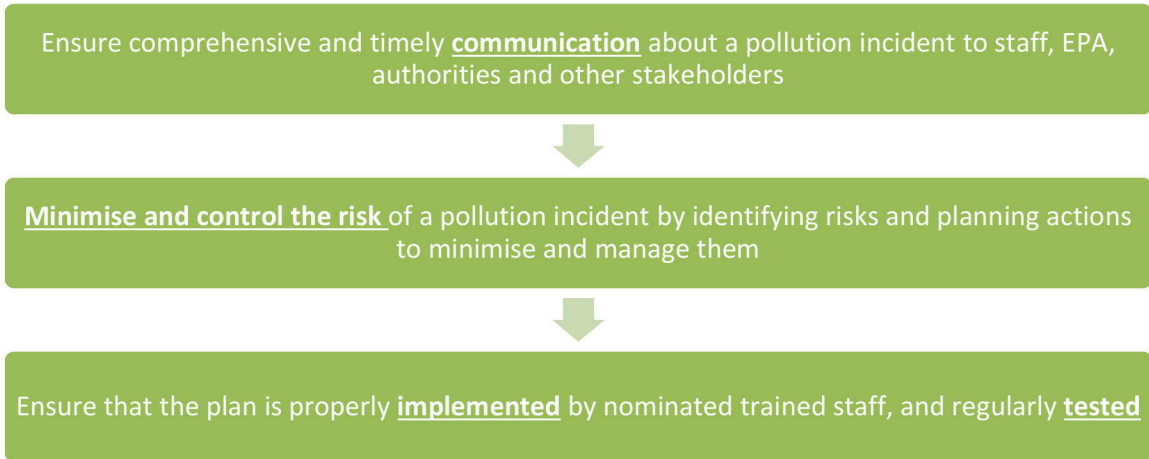 Ensure comprehensive and timely communication about a pollution incident to staff, EPA,
authorities and other stakeholders
Minimise and control the risk of a pollution incident by identifying risks and planning actions
to minimise and manage them
Ensure that the plan is properly implemented by nominated trained staff, and regularly tested